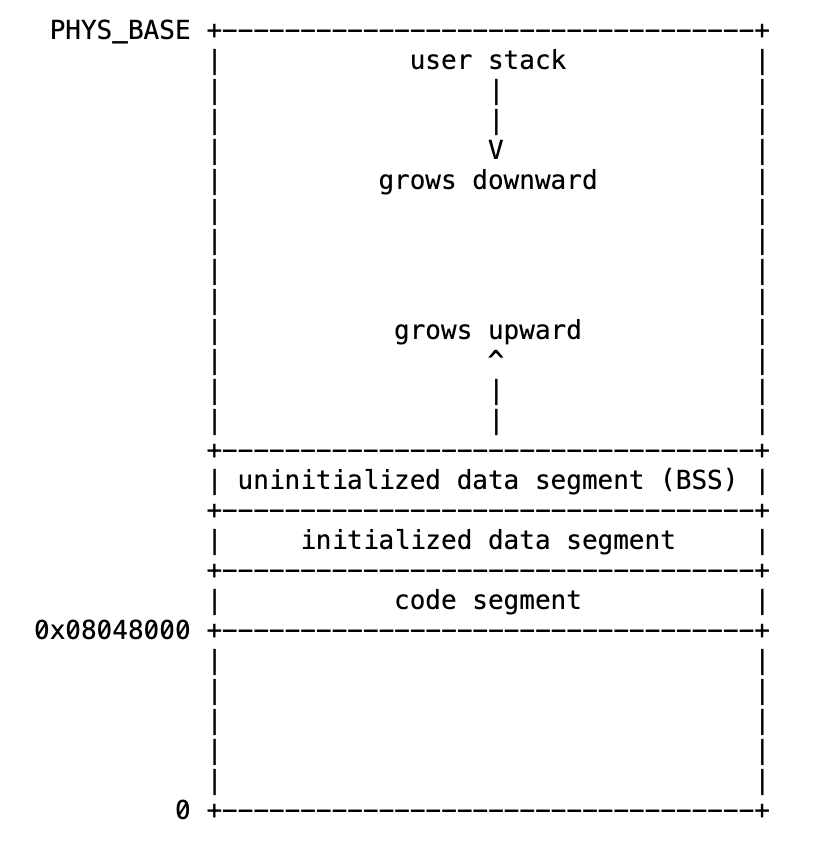 PHYS_BASE +----------------------------------+
| user stack |
| | |
| | |
| V |
| grows downward |
| |
| |
| |
| |
| grows upward |
| ^ |
| | |
| | |
+----------------------------------+
| uninitialized data segment (BSS) |
+----------------------------------+
| initialized data segment |
+----------------------------------+
| code segment |
0x08048000 +----------------------------------+
| |
| |
| |
| |
| |
0 +----------------------------------+